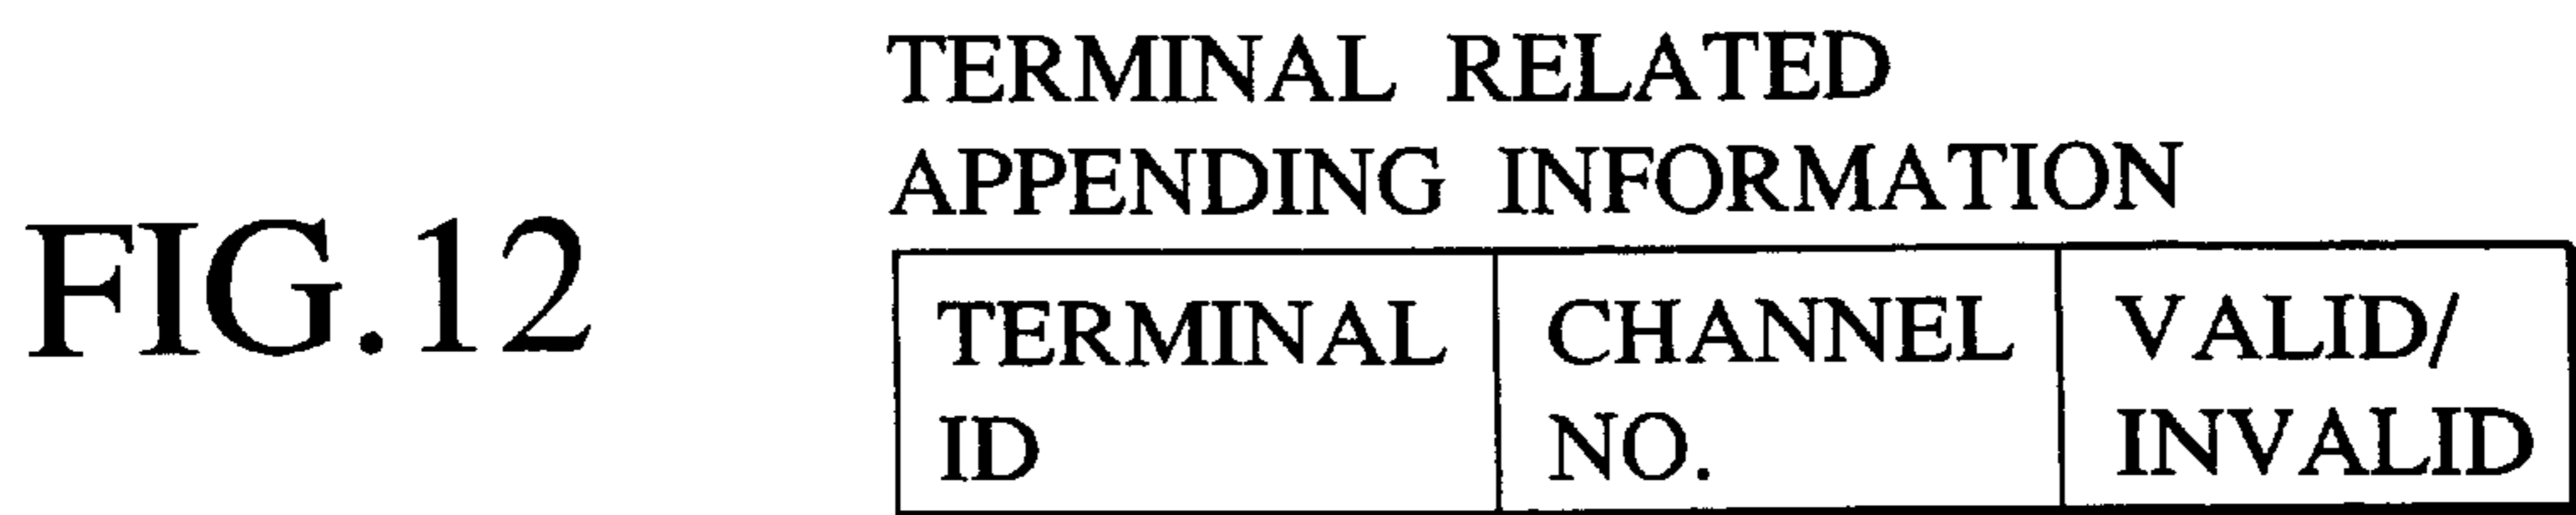 FIG.12
TERMINAL RELATED
APPENDING INFORMATION
TERMINAL
ID
CHANNEL
NO.
VALID/
INVALID